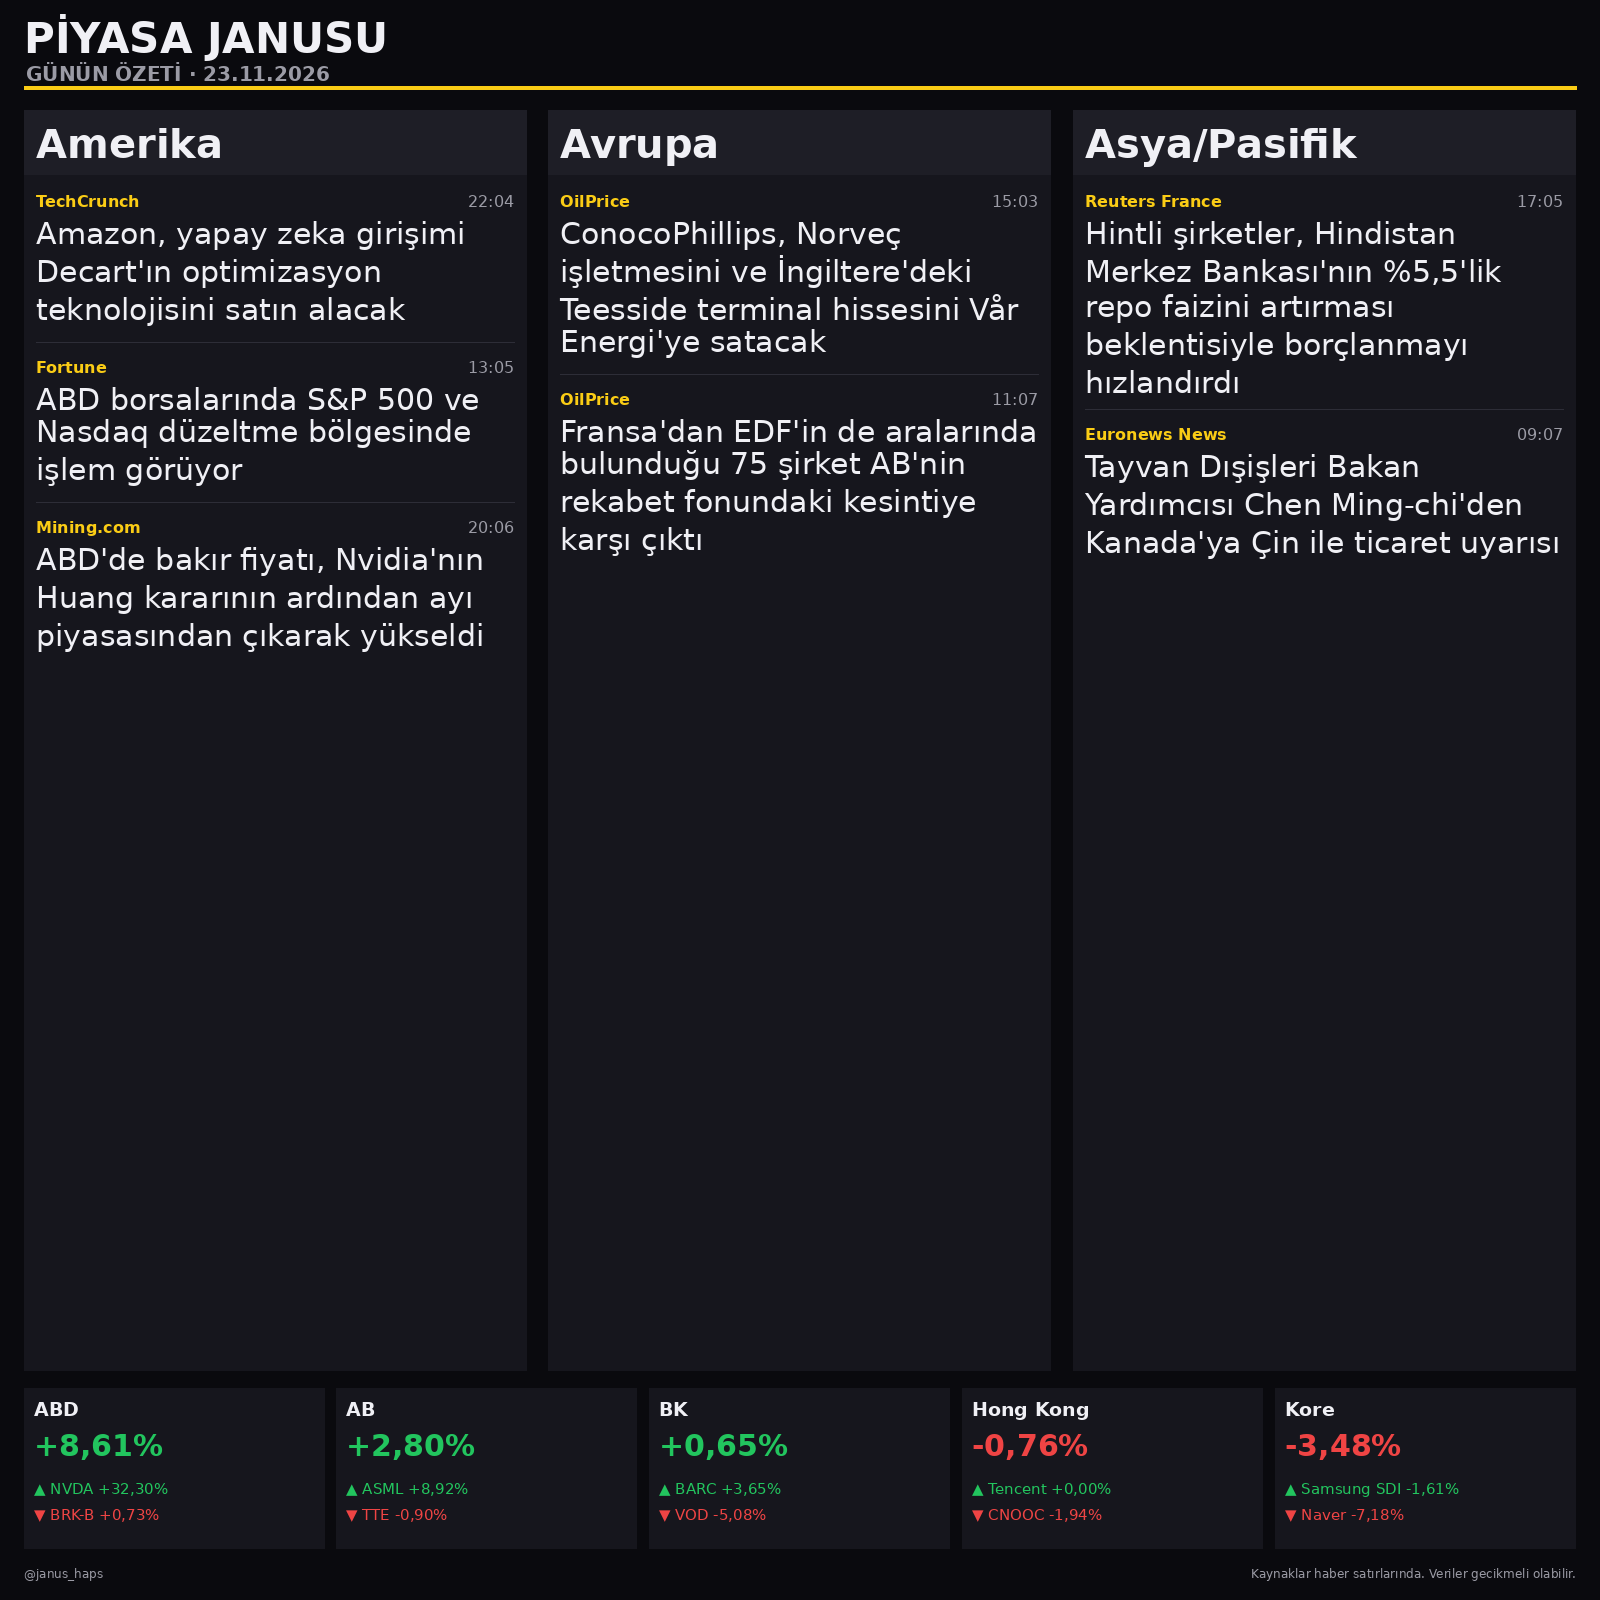 PİYASA JANUSU
GÜNÜN ÖZETİ · 23.11.2026
Amerika
TechCrunch 22:04
Amazon, yapay zeka girişimi
Decart'ın optimizasyon
teknolojisini satın alacak
Fortune 13:05
ABD borsalarında S&P 500 ve
Nasdaq düzeltme bölgesinde
işlem görüyor
Mining.com 20:06
ABD'de bakır fiyatı, Nvidia'nın
Huang kararının ardından ayı
piyasasından çıkarak yükseldi
Avrupa
OilPrice 15:03
ConocoPhillips, Norveç
işletmesini ve İngiltere'deki
Teesside terminal hissesini Vår
Energi'ye satacak
OilPrice 11:07
Fransa'dan EDF'in de aralarında
bulunduğu 75 şirket AB'nin
rekabet fonundaki kesintiye
karşı çıktı
Asya/Pasifik
Reuters France 17:05
Hintli şirketler, Hindistan
Merkez Bankası'nın %5,5'lik
repo faizini artırması
beklentisiyle borçlanmayı
hızlandırdı
Euronews News 09:07
Tayvan Dışişleri Bakan
Yardımcısı Chen Ming-chi'den
Kanada'ya Çin ile ticaret uyarısı
ABD
+8,61%
▲ NVDA +32,30%
▼ BRK-B +0,73%
AB
+2,80%
▲ ASML +8,92%
▼ TTE -0,90%
BK
+0,65%
▲ BARC +3,65%
▼ VOD -5,08%
Hong Kong
-0,76%
▲ Tencent +0,00%
▼ CNOOC -1,94%
Kore
-3,48%
▲ Samsung SDI -1,61%
▼ Naver -7,18%
@janus_haps
Kaynaklar haber satırlarında. Veriler gecikmeli olabilir.